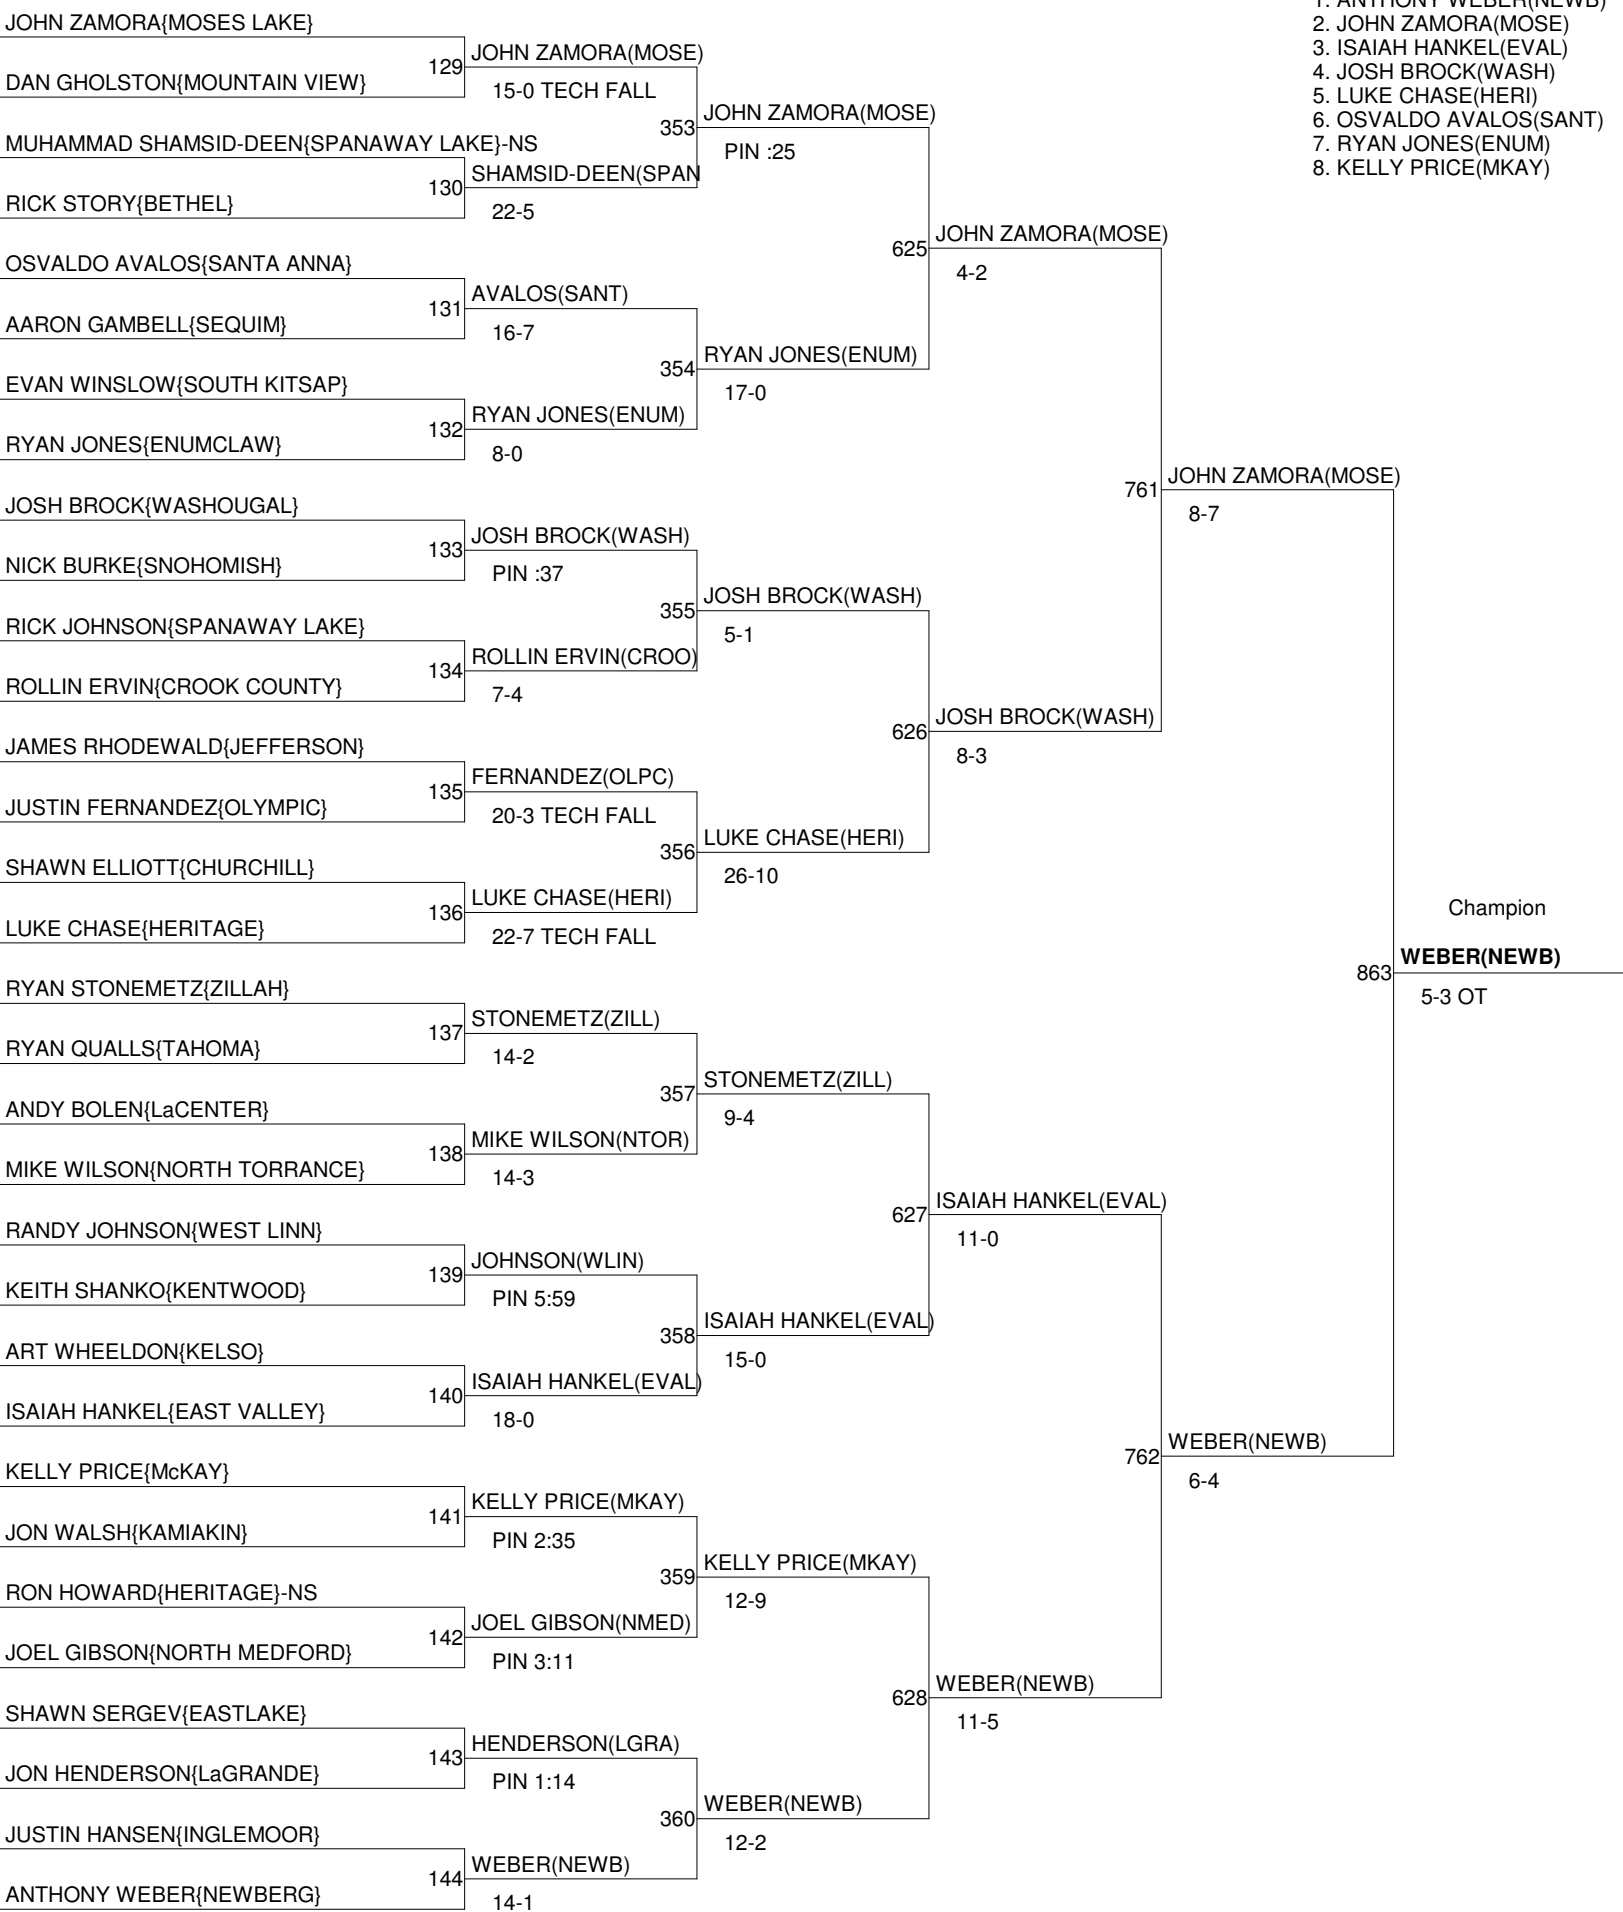 1. ANTHONY WEBER(NEWB)
2. JOHN ZAMORA(MOSE)
3. ISAIAH HANKEL(EVAL)
4. JOSH BROCK(WASH)
5. LUKE CHASE(HERI)
6. OSVALDO AVALOS(SANT)
7. RYAN JONES(ENUM)
8. KELLY PRICE(MKAY)
JOHN ZAMORA{MOSES LAKE}
DAN GHOLSTON{MOUNTAIN VIEW}
MUHAMMAD SHAMSID-DEEN{SPANAWAY LAKE}-NS
RICK STORY{BETHEL}
OSVALDO AVALOS{SANTA ANNA}
AARON GAMBELL{SEQUIM}
EVAN WINSLOW{SOUTH KITSAP}
RYAN JONES{ENUMCLAW}
JOSH BROCK{WASHOUGAL}
NICK BURKE{SNOHOMISH}
RICK JOHNSON{SPANAWAY LAKE}
ROLLIN ERVIN{CROOK COUNTY}
JAMES RHODEWALD{JEFFERSON}
JUSTIN FERNANDEZ{OLYMPIC}
SHAWN ELLIOTT{CHURCHILL}
LUKE CHASE{HERITAGE}
RYAN STONEMETZ{ZILLAH}
RYAN QUALLS{TAHOMA}
ANDY BOLEN{LaCENTER}
MIKE WILSON{NORTH TORRANCE}
RANDY JOHNSON{WEST LINN}
KEITH SHANKO{KENTWOOD}
ART WHEELDON{KELSO}
ISAIAH HANKEL{EAST VALLEY}
KELLY PRICE{McKAY}
JON WALSH{KAMIAKIN}
RON HOWARD{HERITAGE}-NS
JOEL GIBSON{NORTH MEDFORD}
SHAWN SERGEV{EASTLAKE}
JON HENDERSON{LaGRANDE}
JUSTIN HANSEN{INGLEMOOR}
ANTHONY WEBER{NEWBERG}
129 JOHN ZAMORA(MOSE)
15-0 TECH FALL
130 SHAMSID-DEEN(SPAN
22-5
131 AVALOS(SANT)
16-7
132 RYAN JONES(ENUM)
8-0
133 JOSH BROCK(WASH)
PIN :37
134 ROLLIN ERVIN(CROO)
7-4
135 FERNANDEZ(OLPC)
20-3 TECH FALL
136 LUKE CHASE(HERI)
22-7 TECH FALL
137 STONEMETZ(ZILL)
14-2
138 MIKE WILSON(NTOR)
14-3
139 JOHNSON(WLIN)
PIN 5:59
140 ISAIAH HANKEL(EVAL)
18-0
141 KELLY PRICE(MKAY)
PIN 2:35
142 JOEL GIBSON(NMED)
PIN 3:11
143 HENDERSON(LGRA)
PIN 1:14
144 WEBER(NEWB)
14-1
353 JOHN ZAMORA(MOSE)
PIN :25
354 RYAN JONES(ENUM)
17-0
355 JOSH BROCK(WASH)
5-1
356 LUKE CHASE(HERI)
26-10
357 STONEMETZ(ZILL)
9-4
358 ISAIAH HANKEL(EVAL)
15-0
359 KELLY PRICE(MKAY)
12-9
360 WEBER(NEWB)
12-2
625 JOHN ZAMORA(MOSE)
4-2
626 JOSH BROCK(WASH)
8-3
627 ISAIAH HANKEL(EVAL)
11-0
628 WEBER(NEWB)
11-5
761 JOHN ZAMORA(MOSE)
8-7
762 WEBER(NEWB)
6-4
Champion
863 WEBER(NEWB)
5-3 OT